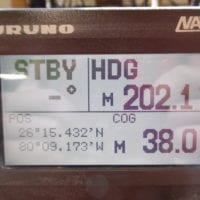 URUNO NA
STBY HDG
-° M 202.1
POS COG
26°15.432'N
80°09.173'W M 38.0